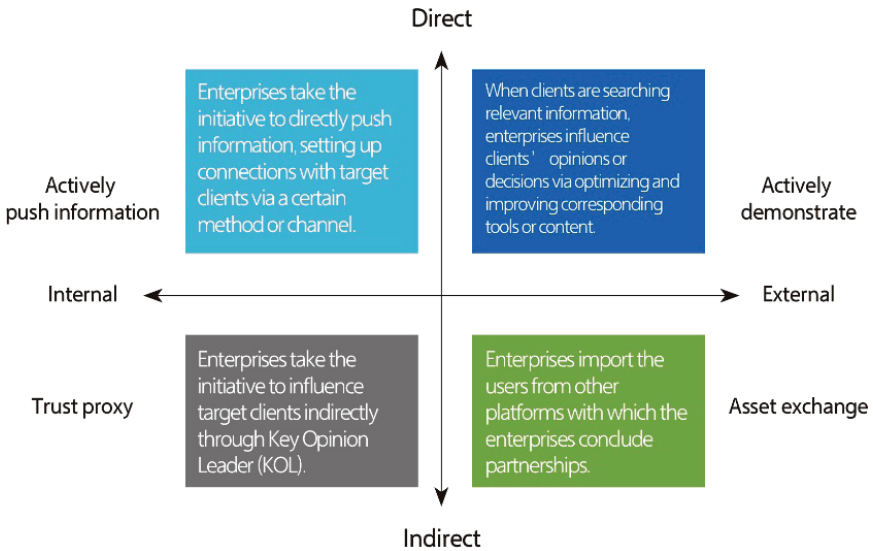 Direct
Enterprises take the
initiative to directly push
information, setting up
connections with target
clients via a certain
method or channel.
When clients are searching
relevant information,
enterprises influence
clients' opinions or
decisions via optimizing and
improving corresponding
tools or content.
Actively
push information
Actively
demonstrate
Internal
External
Trust proxy
Enterprises take the
initiative to influence
target clients indirectly
through Key Opinion
Leader (KOL).
Enterprises import the
users from other
platforms with which the
enterprises conclude
partnerships.
Asset exchange
Indirect